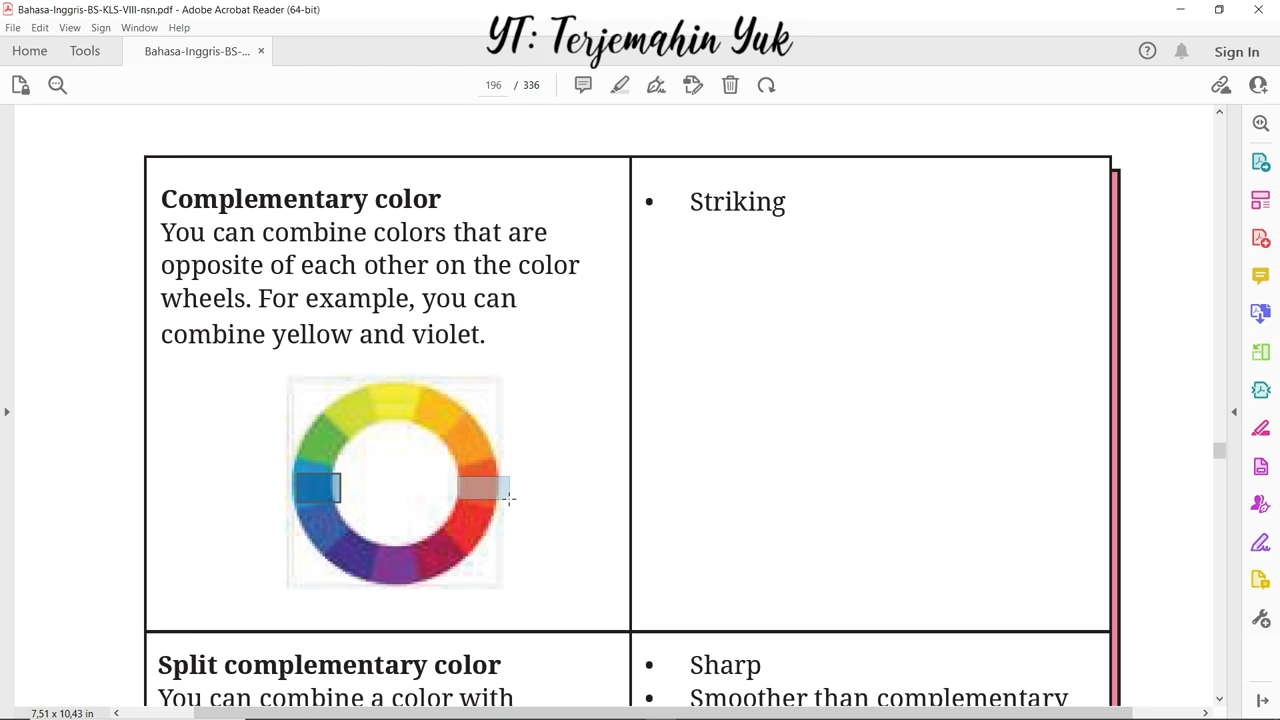 Bahasa-Inggris-BS-KLS-VIII-nsn.pdf - Adobe Acrobat Reader (64-bit)
YT: Terjemahin Yuk
File Edit View Sign Window Help
Home Tools Bahasa-Inggris-BS-... × Sign In
196 / 336
Complementary color
You can combine colors that are
opposite of each other on the color
wheels. For example, you can
combine yellow and violet.
• Striking
Split complementary color
You can combine a color with
• Sharp
• Smoother than complementary
7,51 x 10,43 in